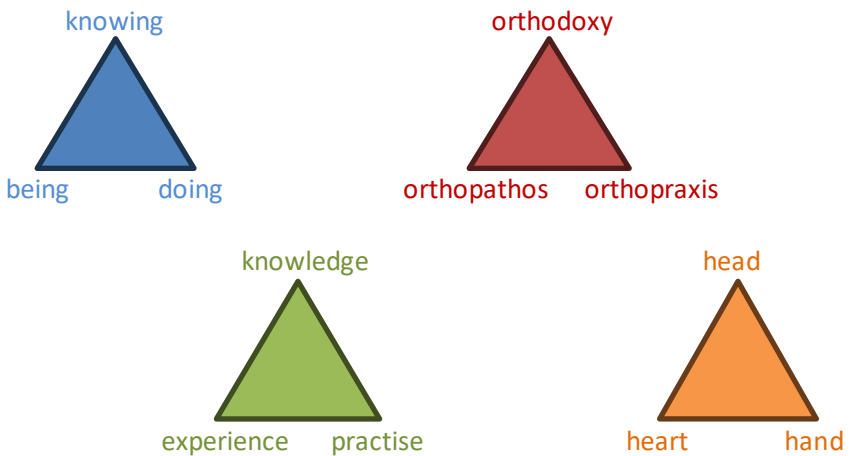 knowing
being doing
orthodoxy
orthopathos orthopraxis
knowledge
experience practise
head
heart hand